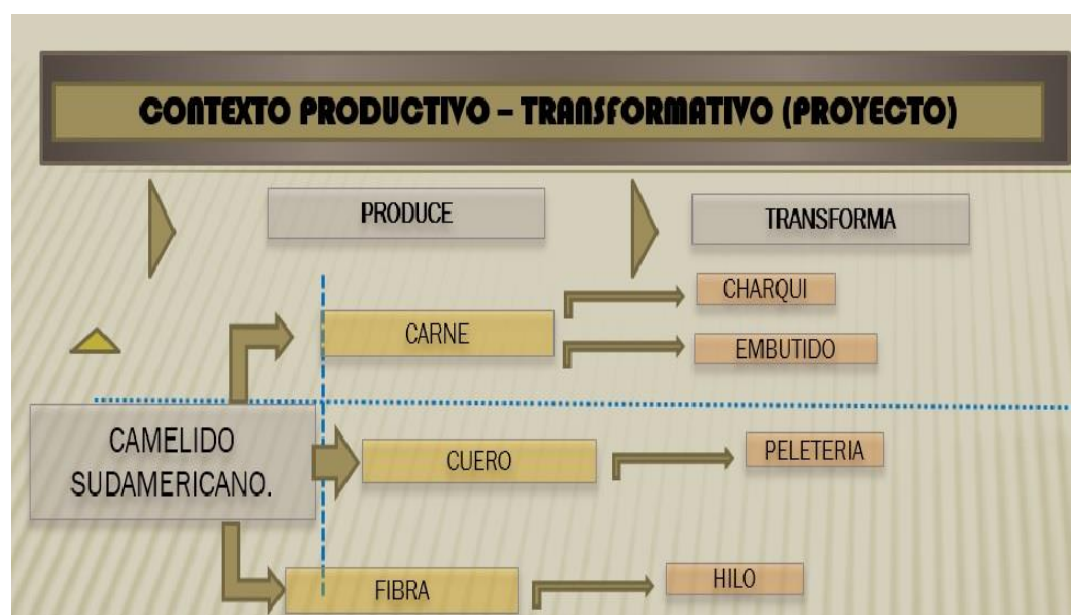 CONTEXTO PRODUCTIVO – TRANSFORMATIVO (PROYECTO)
PRODUCE
TRANSFORMA
CHARQUI
CARNE
EMBUTIDO
CAMELIDO
SUDAMERICANO.
CUERO
PELETERIA
FIBRA
HILO